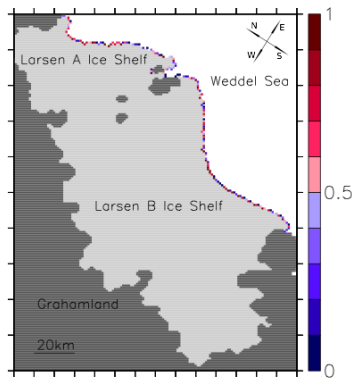 1
N
E
W
S
Larsen A Ice Shelf
Weddel Sea
0.5
Larsen B Ice Shelf
Grahamland
20km
0